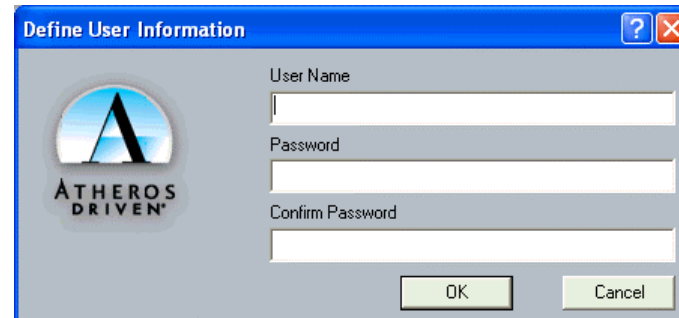 Define User Information
User Name
Password
Confirm Password
ATHEROS
DRIVEN
OK
Cancel